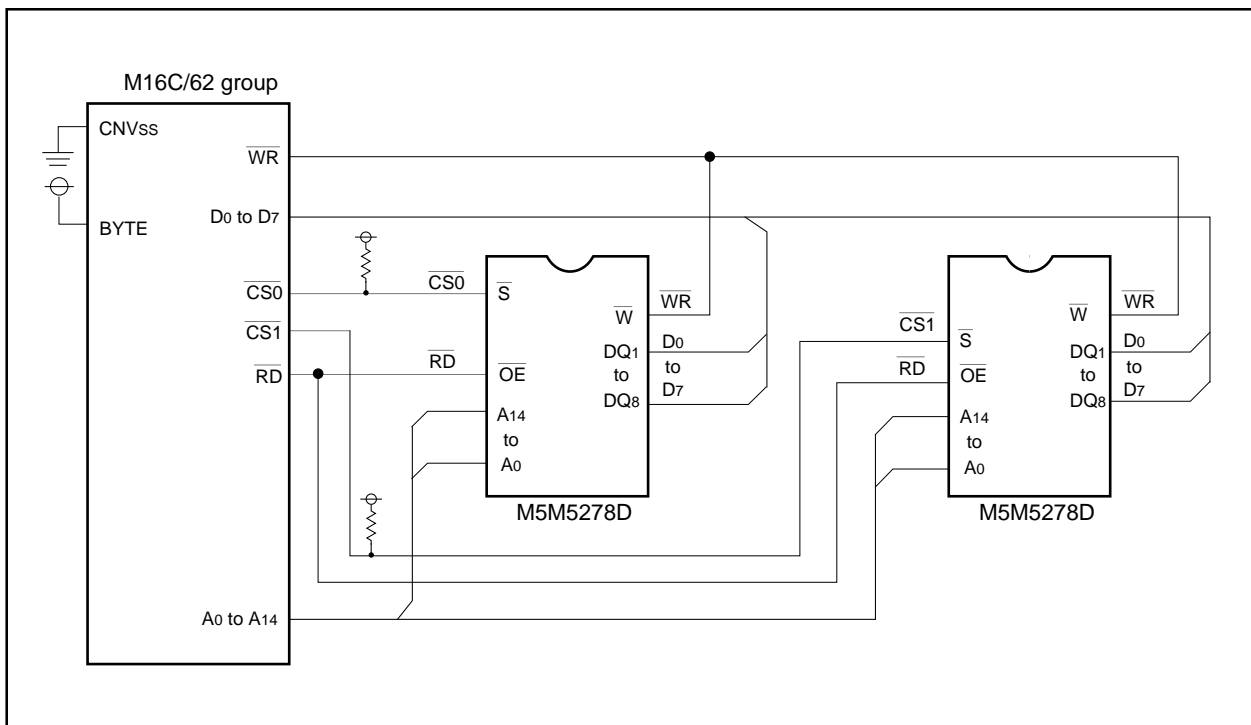 M16C/62 group
CNVSS
BYTE
WR
D0 to D7
CS0
CS1
RD
A0 to A14
CS0
RD
S
OE
A14
to
A0
W
DQ1
to
DQ8
WR
D0
to
D7
M5M5278D
CS1
RD
S
OE
A14
to
A0
W
DQ1
to
DQ8
WR
D0
to
D7
M5M5278D